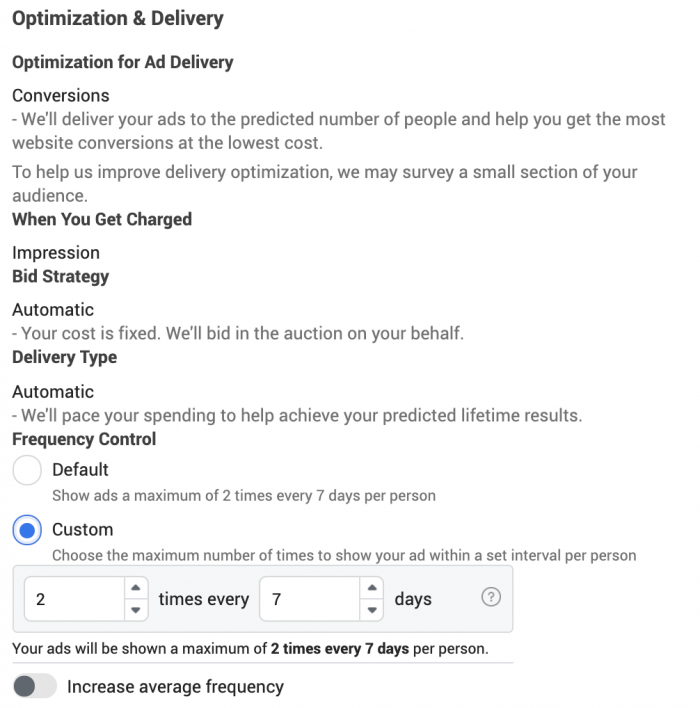 Optimization & Delivery
Optimization for Ad Delivery
Conversions
- We'll deliver your ads to the predicted number of people and help you get the most
website conversions at the lowest cost.
To help us improve delivery optimization, we may survey a small section of your
audience.
When You Get Charged
Impression
Bid Strategy
Automatic
- Your cost is fixed. We'll bid in the auction on your behalf.
Delivery Type
Automatic
- We'll pace your spending to help achieve your predicted lifetime results.
Frequency Control
Default
Show ads a maximum of 2 times every 7 days per person
Custom
Choose the maximum number of times to show your ad within a set interval per person
2 times every 7 days ?
Your ads will be shown a maximum of 2 times every 7 days per person.
Increase average frequency